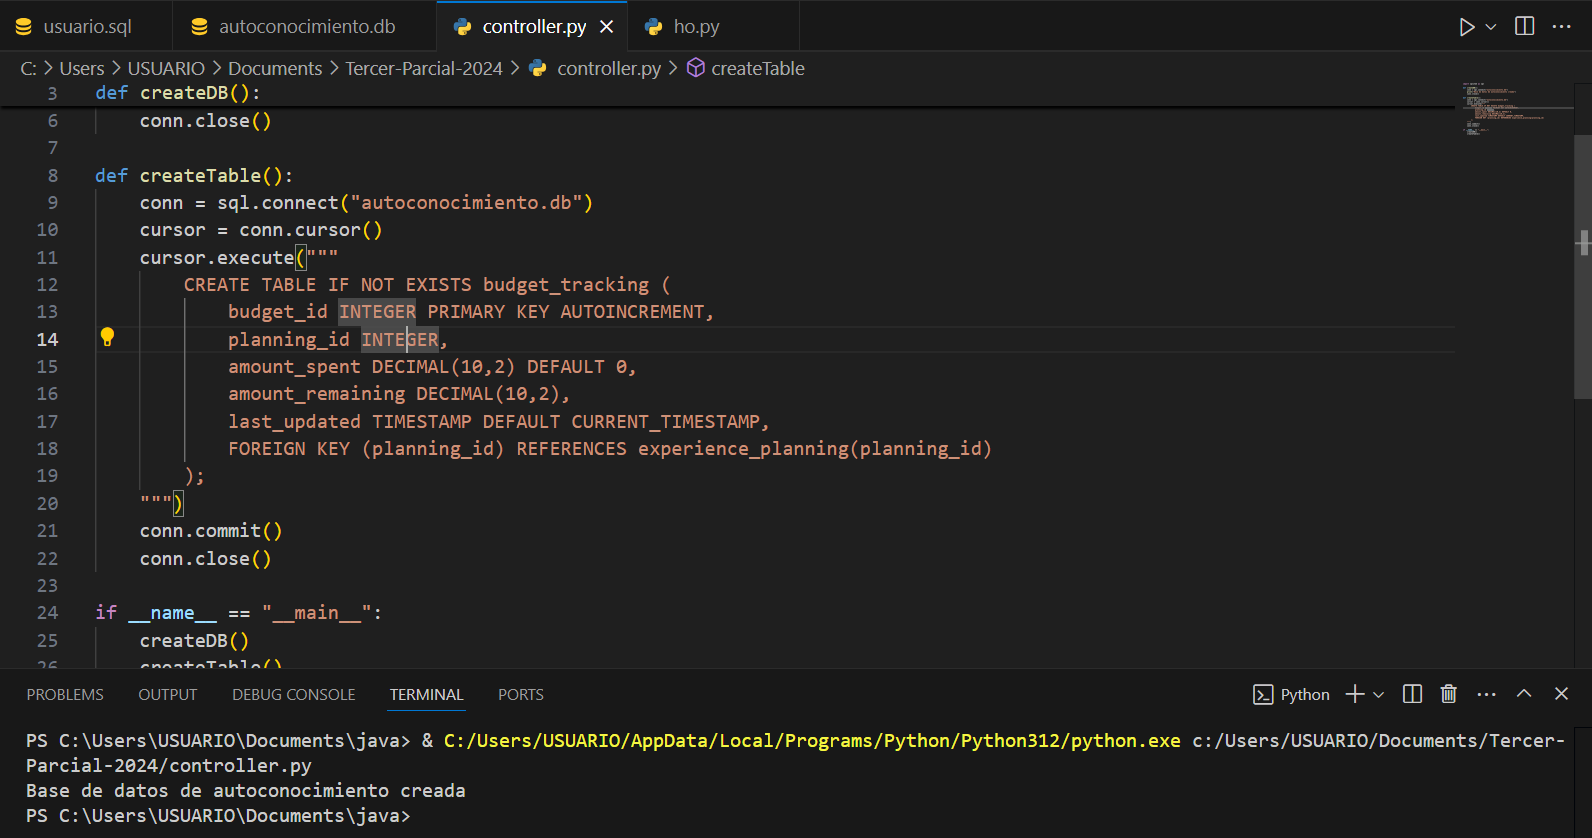 usuario.sql autoconocimiento.db controller.py ho.py
C: > Users > USUARIO > Documents > Tercer-Parcial-2024 > controller.py > createTable
3 def createDB():
6 conn.close()
7
8 def createTable():
9 conn = sql.connect("autoconocimiento.db")
10 cursor = conn.cursor()
11 cursor.execute("""
12 CREATE TABLE IF NOT EXISTS budget_tracking (
13 budget_id INTEGER PRIMARY KEY AUTOINCREMENT,
14 planning_id INTEGER,
15 amount_spent DECIMAL(10,2) DEFAULT 0,
16 amount_remaining DECIMAL(10,2),
17 last_updated TIMESTAMP DEFAULT CURRENT_TIMESTAMP,
18 FOREIGN KEY (planning_id) REFERENCES experience_planning(planning_id)
19 );
20 """)
21 conn.commit()
22 conn.close()
23
24 if __name__ == "__main__":
25 createDB()
26 createTable()
PROBLEMS OUTPUT DEBUG CONSOLE TERMINAL PORTS Python
PS C:\Users\USUARIO\Documents\java> & C:/Users/USUARIO/AppData/Local/Programs/Python/Python312/python.exe c:/Users/USUARIO/Documents/Tercer-
Parcial-2024/controller.py
Base de datos de autoconocimiento creada
PS C:\Users\USUARIO\Documents\java>